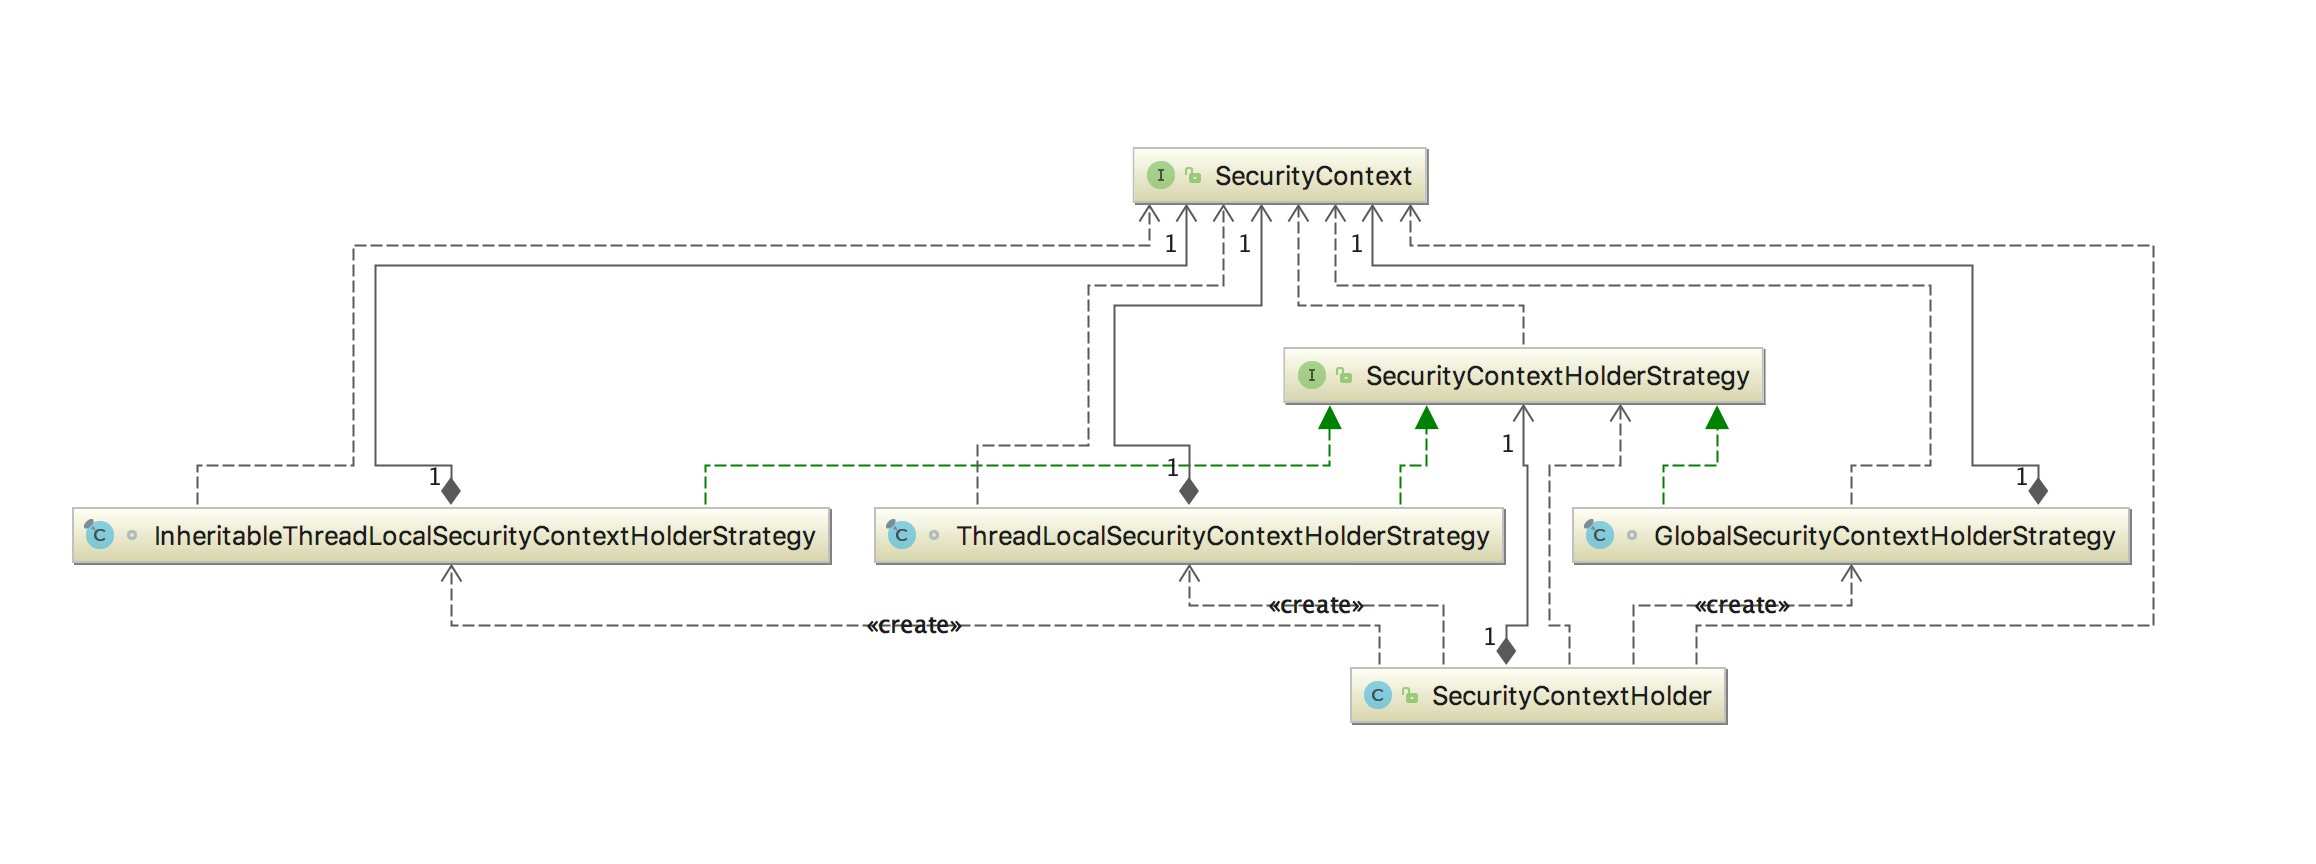 I SecurityContext
1 1 1
I SecurityContextHolderStrategy
1
1 1 1
C InheritableThreadLocalSecurityContextHolderStrategy
C ThreadLocalSecurityContextHolderStrategy
C GlobalSecurityContextHolderStrategy
«create» «create»
«create»
1
C SecurityContextHolder